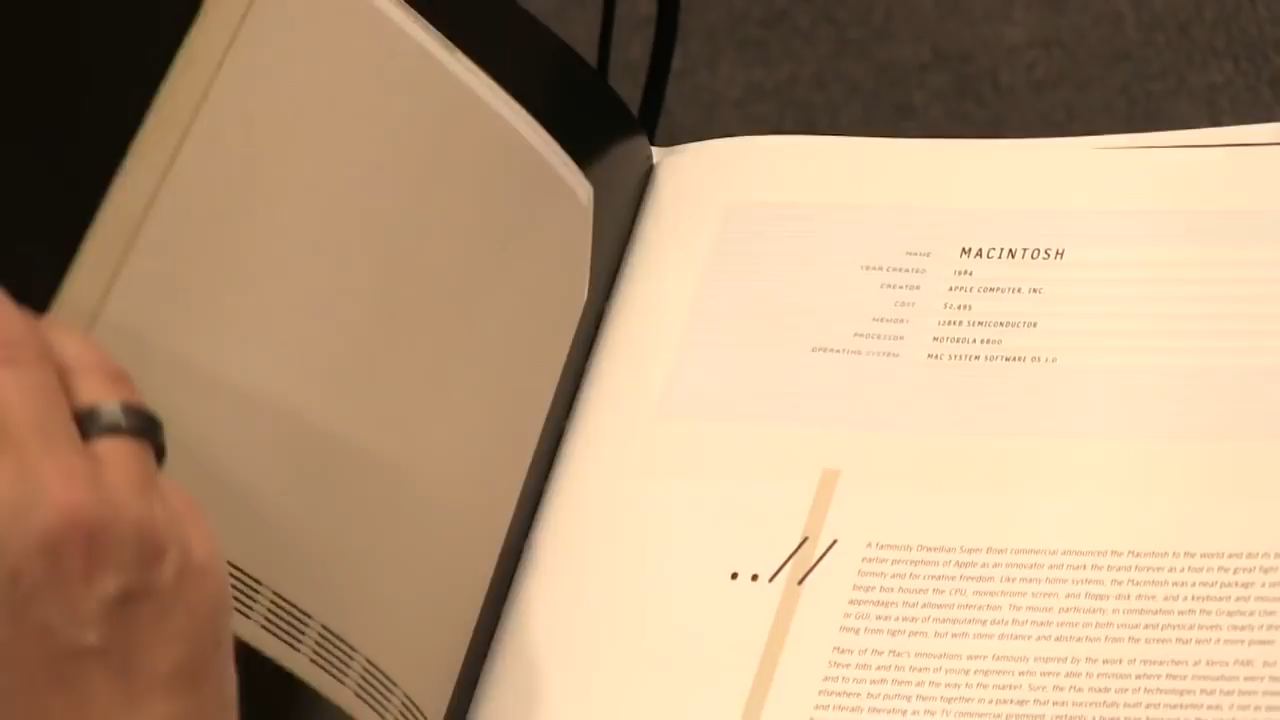 NAME MACINTOSH
YEAR CREATED 1984
CREATOR APPLE COMPUTER, INC.
COST $2,495
MEMORY 128KB SEMICONDUCTOR
PROCESSOR MOTOROLA 6800
OPERATING SYSTEM MAC SYSTEM SOFTWARE OS 1.0
..//
A famously Orwellian Super Bowl commercial announced the Macintosh to the world and did its b
earlier perceptions of Apple as an innovator and mark the brand forever as a tool in the great fight
formity and for creative freedom. Like many home systems, the Macintosh was a neat package: a
beige box housed the CPU, monochrome screen, and floppy-disk drive, and a keyboard and mouse
appendages that allowed interaction. The mouse, particularly, in combination with the Graphical User
or GUI, was a way of manipulating data that made sense on both visual and physical levels; clearly it
thing from light pens, but with some distance and abstraction from the screen that lent it more power
Many of the Mac's innovations were famously inspired by the work of researchers at Xerox PARC, but
Steve Jobs and his team of young engineers who were able to envision where these innovations were
and to run with them all the way to the market. Sure, the Mac made use of technologies that had been
elsewhere, but putting them together in a package that was successfully built and marketed was, if not
and literally liberating as the TV commercial promised, certainly a huge